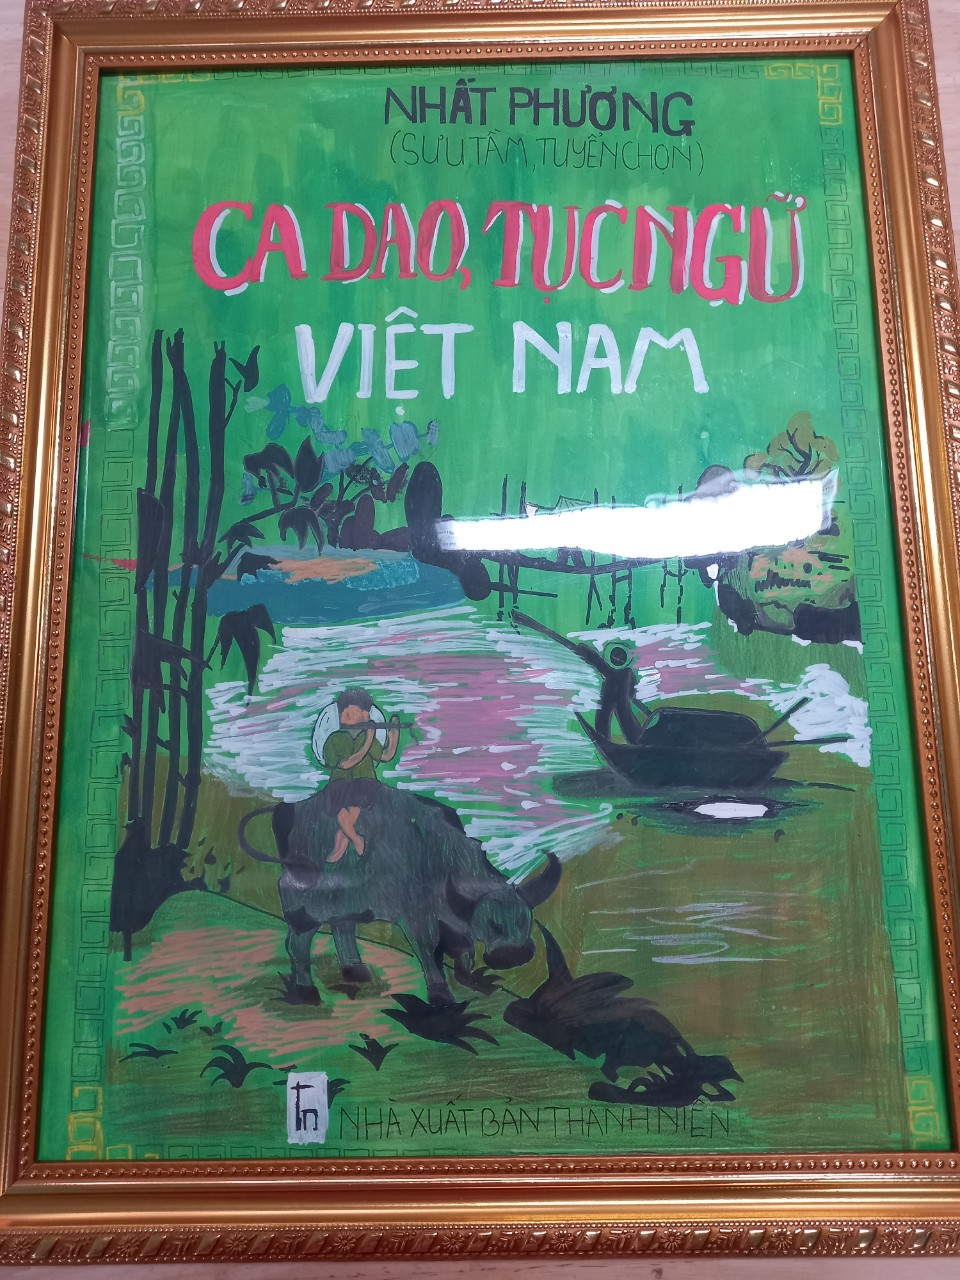 NHẤT PHƯƠNG
(SƯU TẦM, TUYỂN CHỌN)
CA DAO, TỤC NGỮ
VIỆT NAM
Tn NHÀ XUẤT BẢN THANH NIÊN